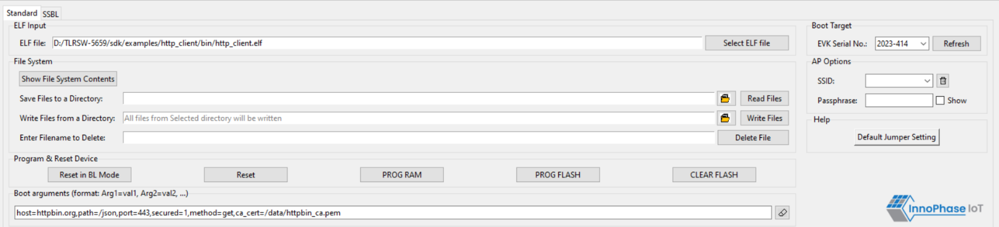 Standard SSBL
ELF Input
ELF file: D:/TLRSW-5659/sdk/examples/http_client/bin/http_client.elf Select ELF file
File System
Show File System Contents
Save Files to a Directory: Read Files
Write Files from a Directory: All files from Selected directory will be written Write Files
Enter Filename to Delete: Delete File
Program & Reset Device
Reset in BL Mode Reset PROG RAM PROG FLASH CLEAR FLASH
Boot arguments (format: Arg1=val1, Arg2=val2, ...)
host=httpbin.org,path=/json,port=443,secured=1,method=get,ca_cert=/data/httpbin_ca.pem
Boot Target
EVK Serial No.: 2023-414 Refresh
AP Options
SSID:
Passphrase: Show
Help
Default Jumper Setting
InnoPhase IoT